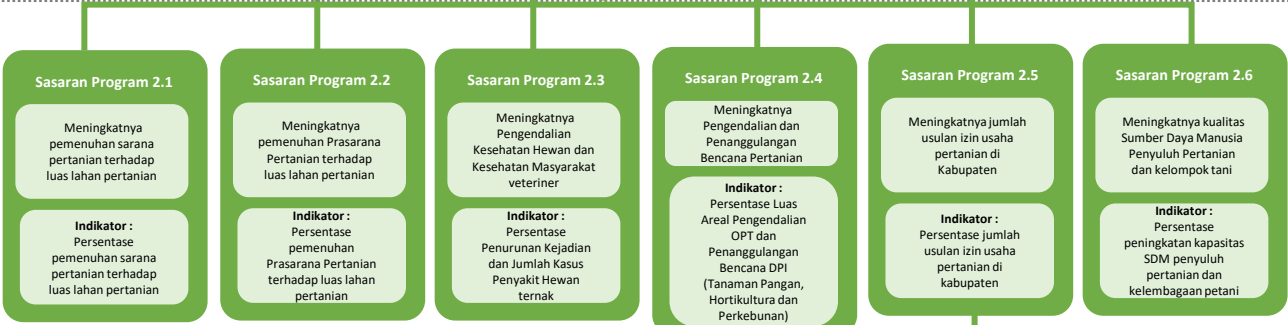 Sasaran Program 2.1
Meningkatnya
pemenuhan sarana
pertanian terhadap
luas lahan pertanian
Indikator :
Persentase
pemenuhan sarana
pertanian terhadap
luas lahan pertanian
Sasaran Program 2.2
Meningkatnya
pemenuhan Prasarana
Pertanian terhadap
luas lahan pertanian
Indikator :
Persentase
pemenuhan
Prasarana Pertanian
terhadap luas lahan
pertanian
Sasaran Program 2.3
Meningkatnya
Pengendalian
Kesehatan Hewan dan
Kesehatan Masyarakat
veteriner
Indikator :
Persentase
Penurunan Kejadian
dan Jumlah Kasus
Penyakit Hewan
ternak
Sasaran Program 2.4
Meningkatnya
Pengendalian dan
Penanggulangan
Bencana Pertanian
Indikator :
Persentase Luas
Areal Pengendalian
OPT dan
Penanggulangan
Bencana DPI
(Tanaman Pangan,
Hortikultura dan
Perkebunan)
Sasaran Program 2.5
Meningkatnya jumlah
usulan izin usaha
pertanian di
Kabupaten
Indikator :
Persentase jumlah
usulan izin usaha
pertanian di
kabupaten
Sasaran Program 2.6
Meningkatnya kualitas
Sumber Daya Manusia
Penyuluh Pertanian
dan kelompok tani
Indikator :
Persentase
peningkatan kapasitas
SDM penyuluh
pertanian dan
kelembagaan petani